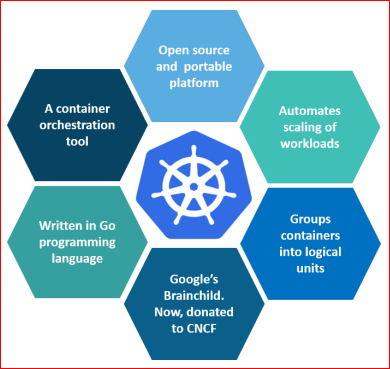 Open source
and portable
platform
A container
orchestration
tool
Automates
scaling of
workloads
Written in Go
programming
language
Groups
containers
into logical
units
Google's
Brainchild.
Now, donated
to CNCF